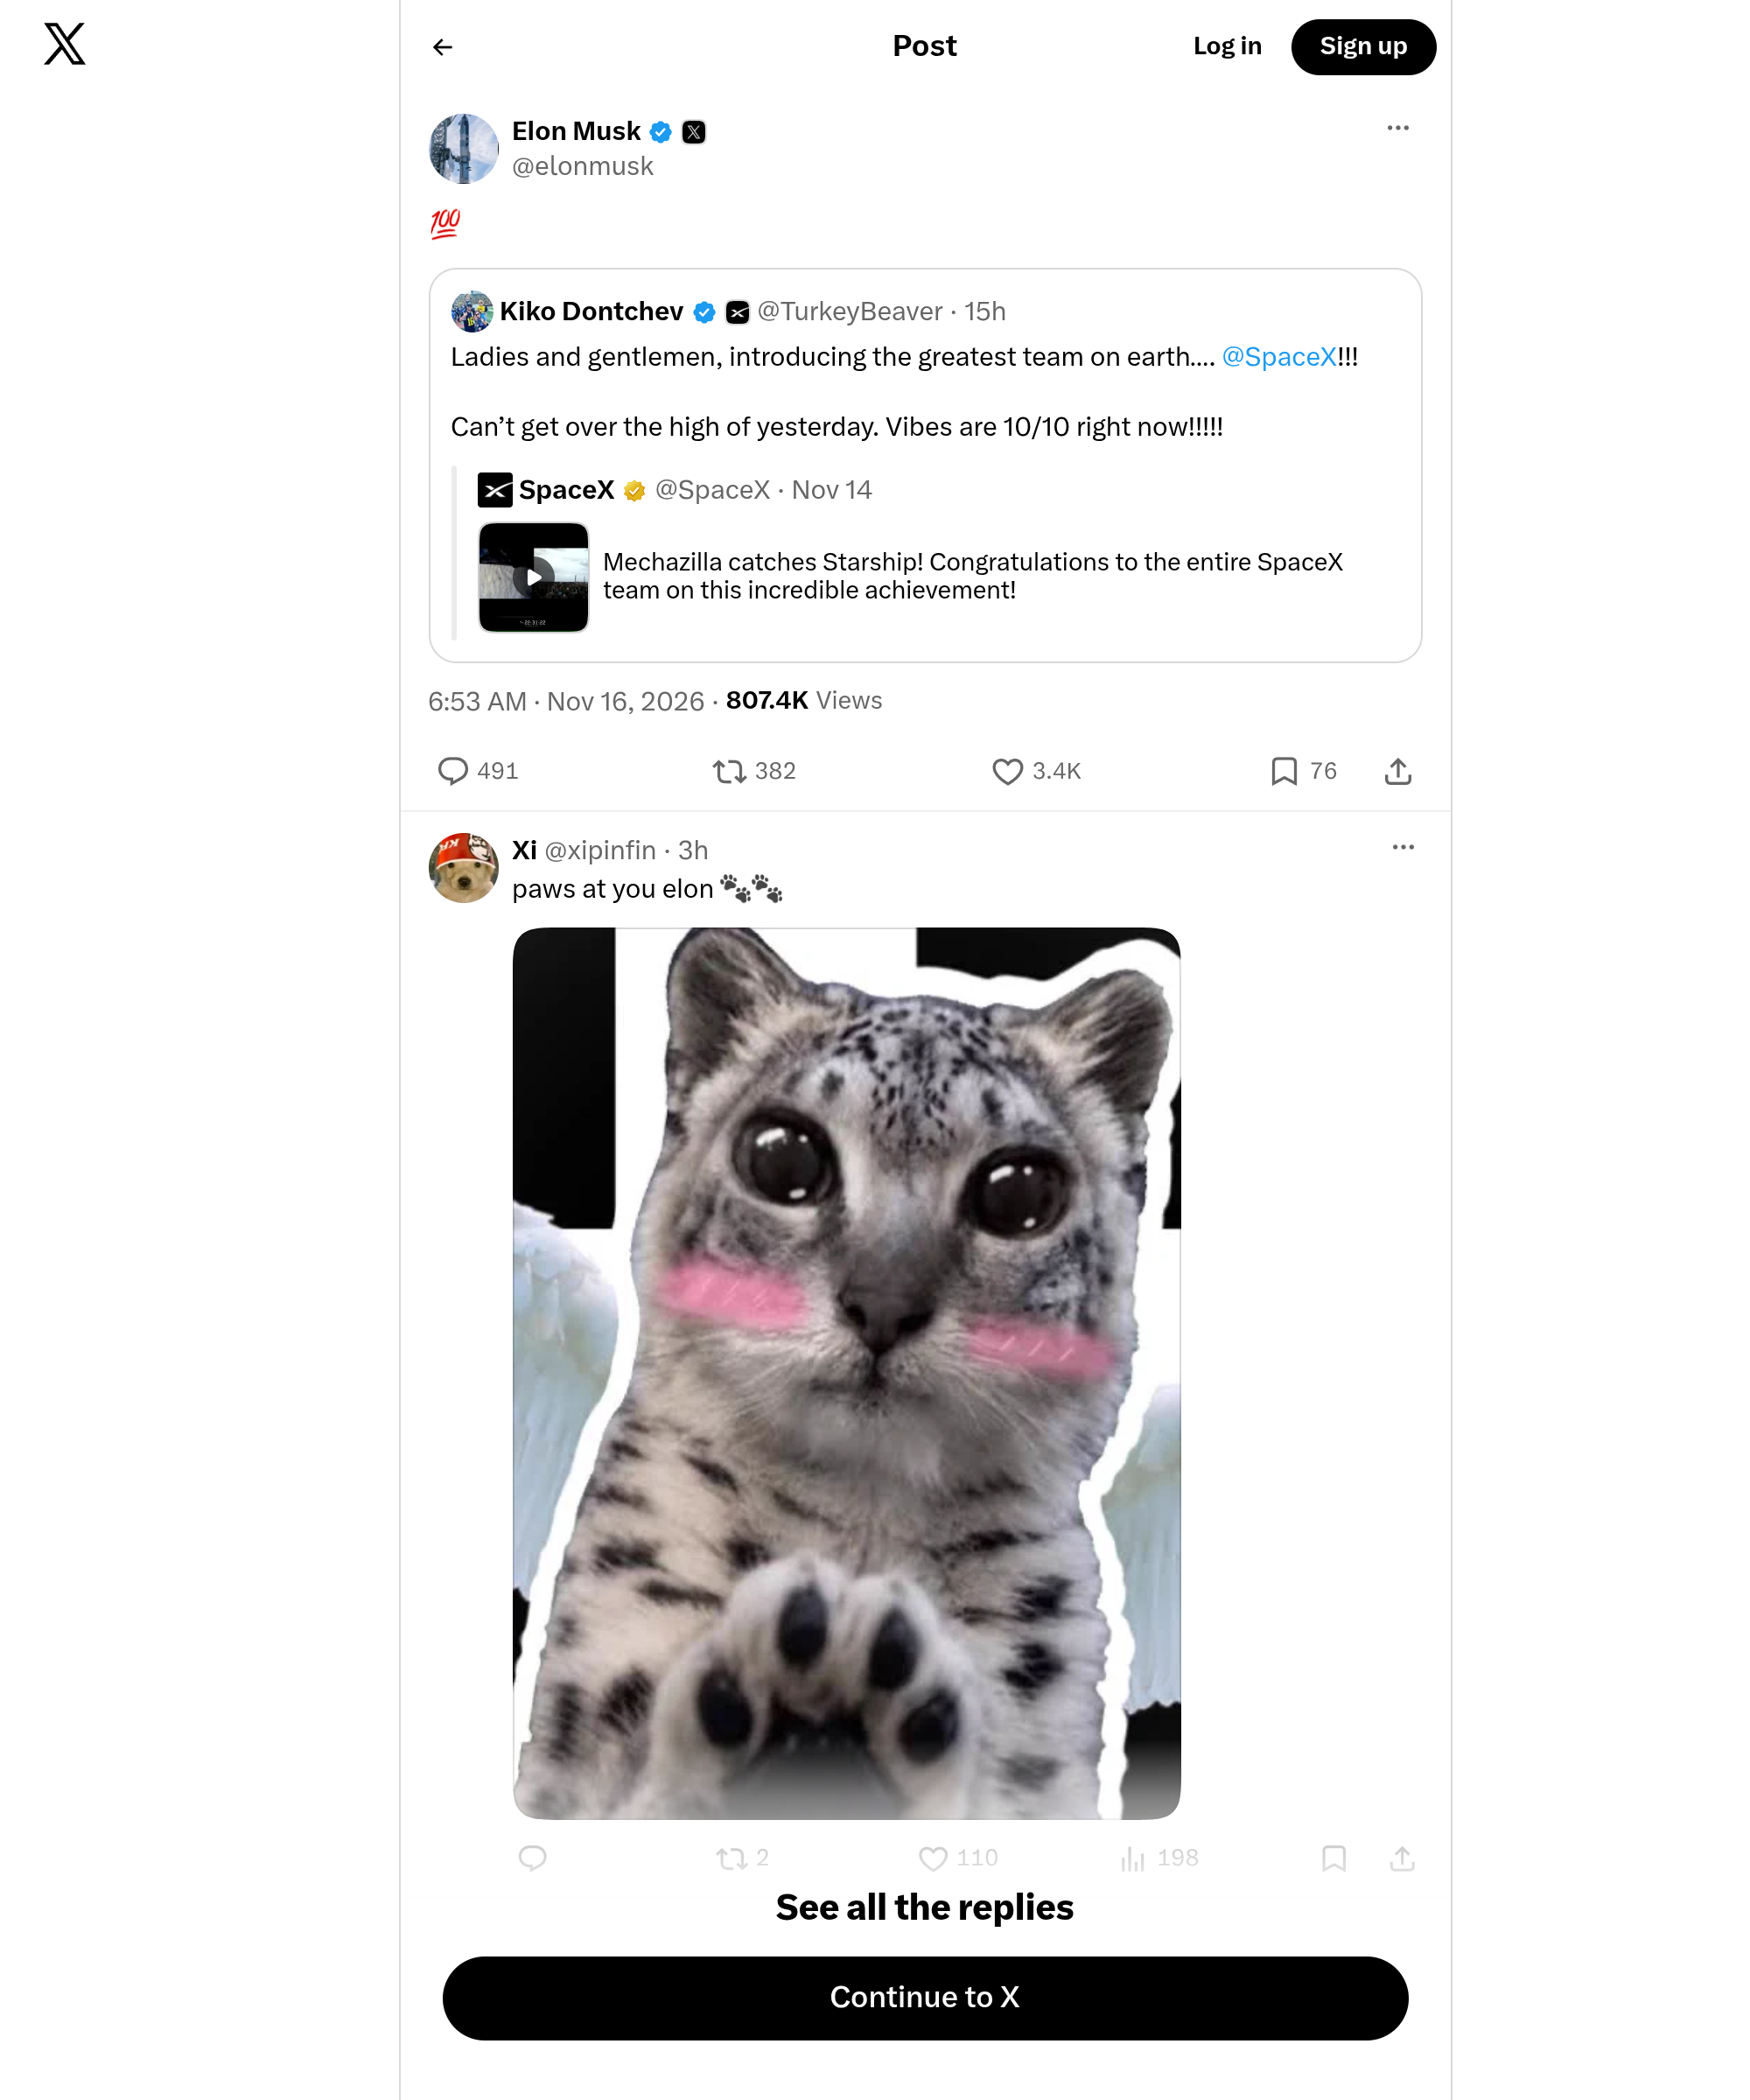 Post
Log in
Sign up
Elon Musk
@elonmusk
💯
Kiko Dontchev @TurkeyBeaver · 15h
Ladies and gentlemen, introducing the greatest team on earth.... @SpaceX!!!
Can’t get over the high of yesterday. Vibes are 10/10 right now!!!!!
SpaceX @SpaceX · Nov 14
Mechazilla catches Starship! Congratulations to the entire SpaceX
team on this incredible achievement!
6:53 AM · Nov 16, 2026 · 807.4K Views
491 382 3.4K 76
Xi @xipinfin · 3h
paws at you elon 🐾🐾
2 110 198
See all the replies
Continue to X